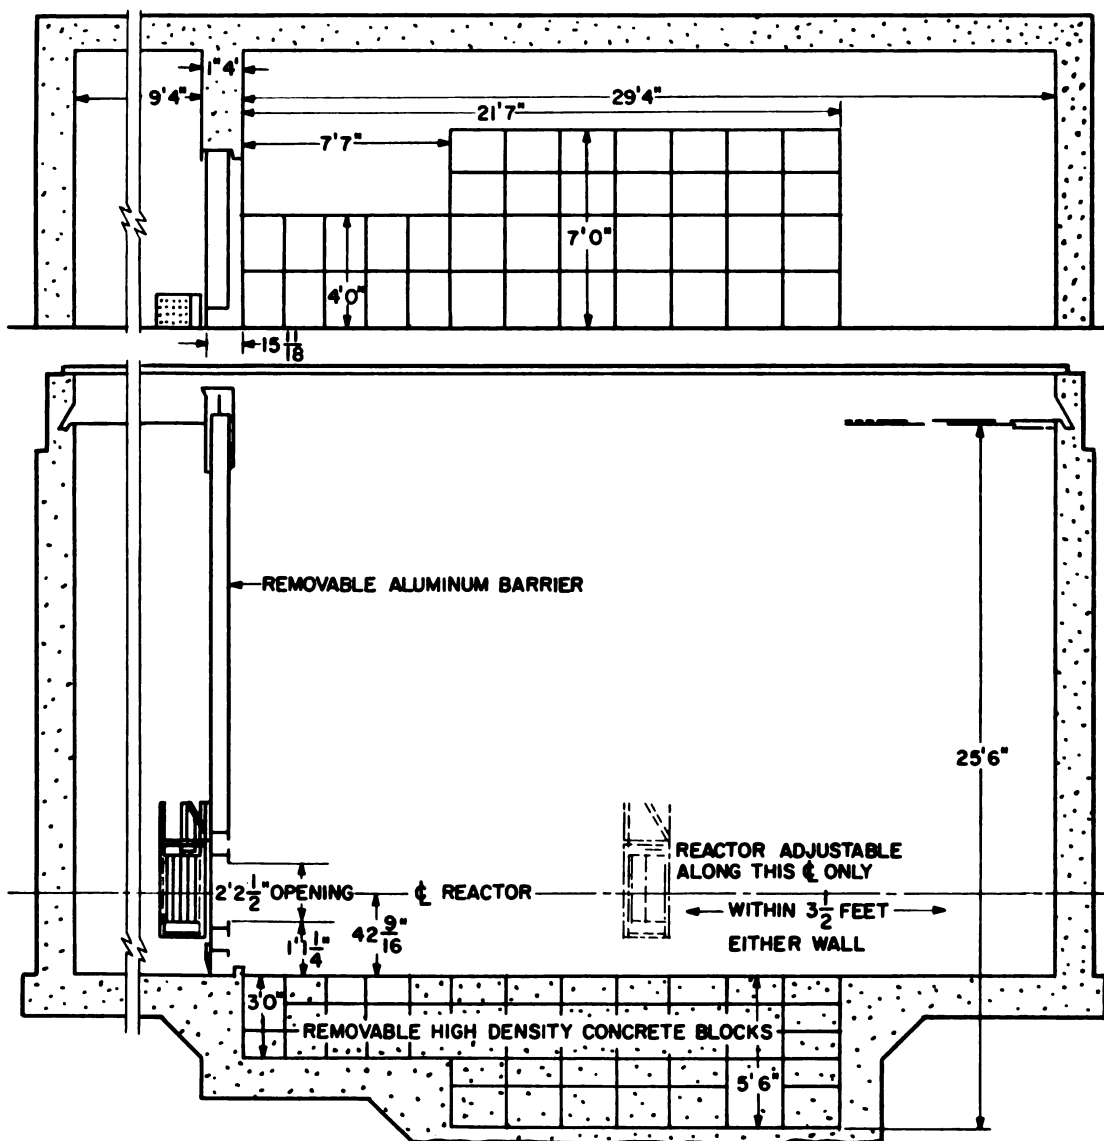 1" 4'
9'4"
29'4"
21'7"
7'7"
7'0"
4'0"
15 11/18
REMOVABLE ALUMINUM BARRIER
25'6"
REACTOR ADJUSTABLE
ALONG THIS ℄ ONLY
2'2 1/2" OPENING ℄ REACTOR
WITHIN 3 1/2 FEET
EITHER WALL
1'1 1/4"
42 9/16"
3'0"
REMOVABLE HIGH DENSITY CONCRETE BLOCKS
5'6"